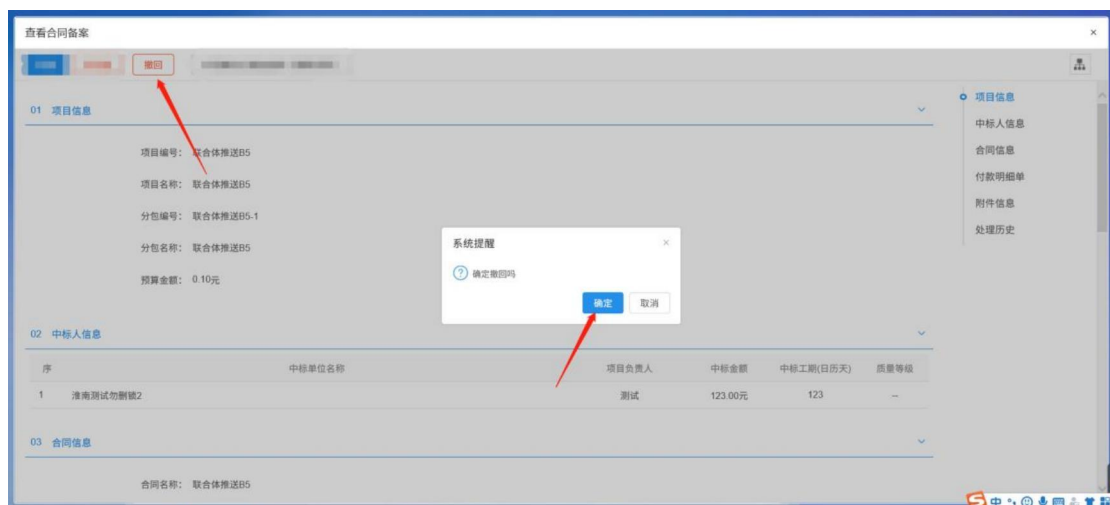 查看合同备案
撤回
01 项目信息
项目编号： 联合体推送B5
项目名称： 联合体推送B5
分包编号： 联合体推送B5-1
分包名称： 联合体推送B5
预算金额： 0.10元
系统提醒
确定撤回吗
确定 取消
02 中标人信息
序 中标单位名称 项目负责人 中标金额 中标工期(日历天) 质量等级
1 淮南测试勿删锁2 测试 123.00元 123 --
03 合同信息
合同名称： 联合体推送B5
项目信息
中标人信息
合同信息
付款明细单
附件信息
处理历史
中